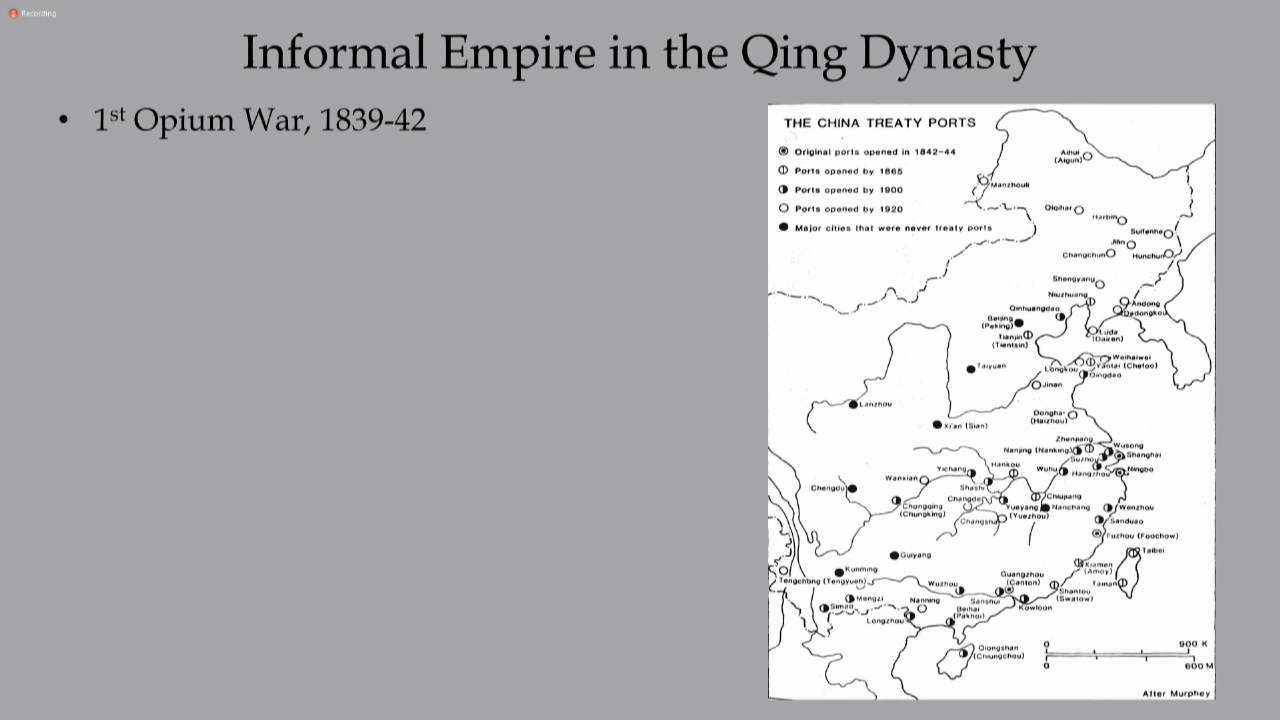 Recording
Informal Empire in the Qing Dynasty
• 1st Opium War, 1839-42
THE CHINA TREATY PORTS
Original ports opened in 1842-44
Ports opened by 1865
Ports opened by 1900
Ports opened by 1920
Major cities that were never treaty ports
Aihui
(Aigun)
Manzhouli
Qiqihar
Harbin
Suifenhe
Jilin
Changchun
Hunchun
Shengyang
Niuzhuang
Andong
Dadongkou
Qinhuangdao
Beijing
(Peking)
Tianjin
(Tientsin)
Luda
(Dairen)
Weihaiwei
Yantai (Chefoo)
Longkou
Qingdao
Taiyuan
Jinan
Lanzhou
Donghai
(Haizhou)
Xi'an (Sian)
Zhenjiang
Nanjing (Nanking)
Wusong
Suzhou
Shanghai
Hankou
Yichang
Wuhu
Hangzhou
Ningbo
Wanxian
Shashi
Chengdu
Changde
Chiujiang
Chongqing
(Chungking)
Yueyang
(Yuezhou)
Nanchang
Wenzhou
Changsha
Sanduao
Fuzhou (Foochow)
Guiyang
Taibei
Kunming
Xiamen
(Amoy)
Tengchong (Tengyueh)
Guangzhou
(Canton)
Wuzhou
Tainan
Shantou
(Swatow)
Mengzi
Nanning
Sanshui
Kowloon
Simao
Beihai
(Pakhoi)
Longzhou
Qiongshan
(Chiungchou)
0 900 K
0 600 M
After Murphey